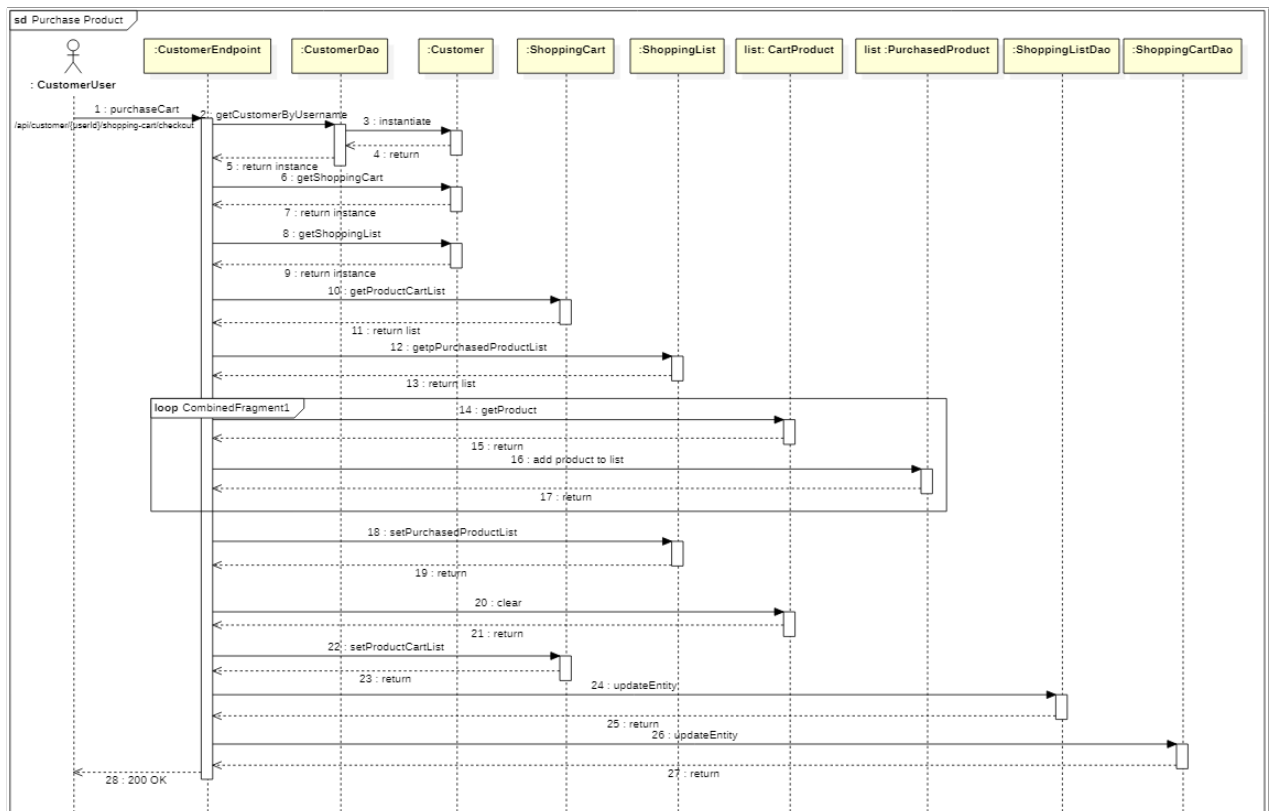 sd Purchase Product
: CustomerUser
:CustomerEndpoint
:CustomerDao
:Customer
:ShoppingCart
:ShoppingList
list: CartProduct
list :PurchasedProduct
:ShoppingListDao
:ShoppingCartDao
1 : purchaseCart
/api/customer/{userId}/shopping-cart/checkout
2 : getCustomerByUsername
3 : instantiate
4 : return
5 : return instance
6 : getShoppingCart
7 : return instance
8 : getShoppingList
9 : return instance
10 : getProductCartList
11 : return list
12 : getpPurchasedProductList
13 : return list
loop CombinedFragment1
14 : getProduct
15 : return
16 : add product to list
17 : return
18 : setPurchasedProductList
19 : return
20 : clear
21 : return
22 : setProductCartList
23 : return
24 : updateEntity
25 : return
26 : updateEntity
27 : return
28 : 200 OK